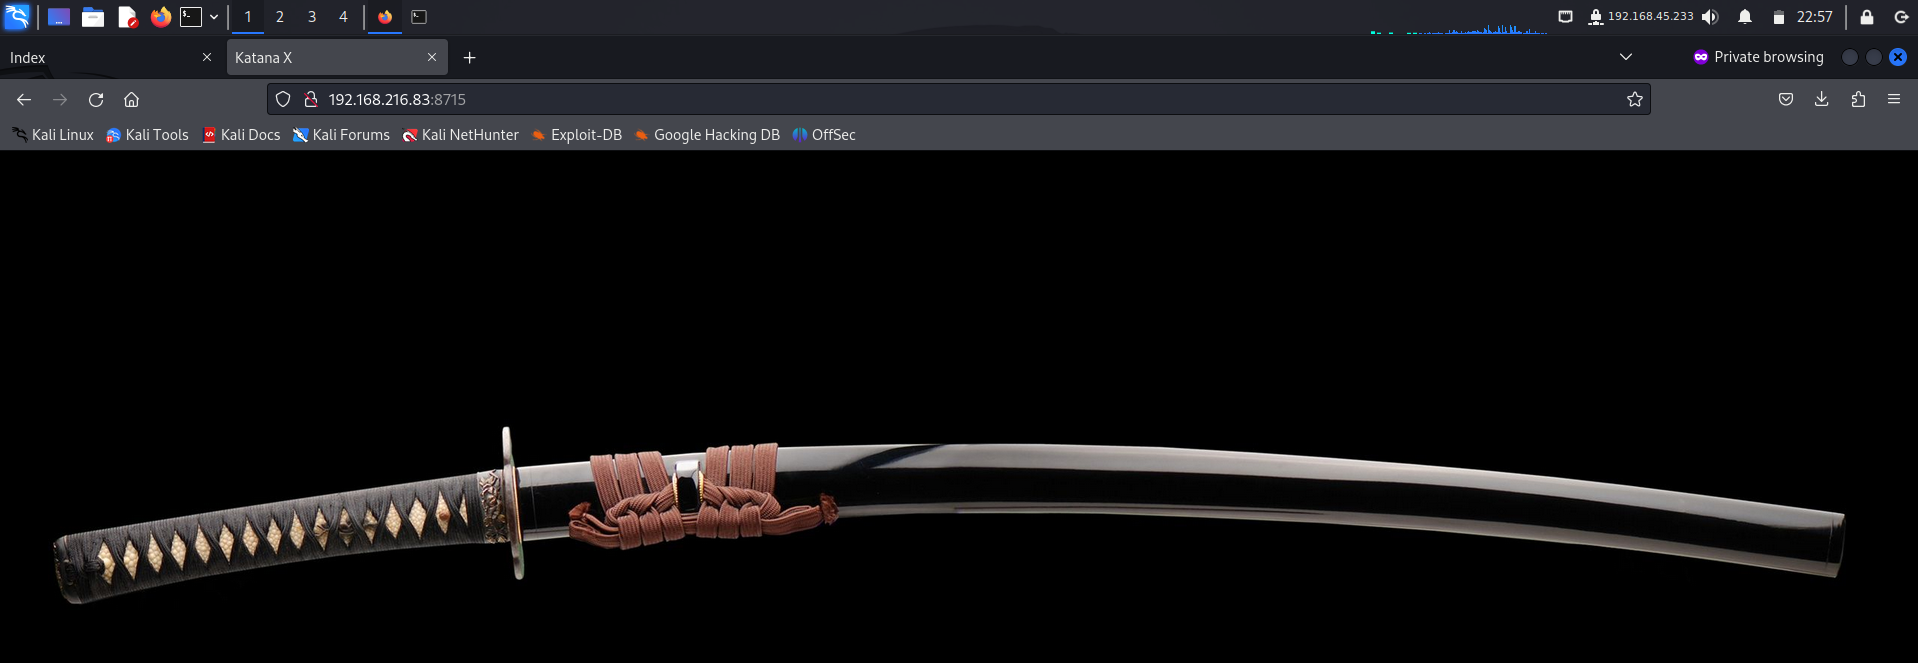 1 2 3 4 192.168.45.233 22:57
Index Katana X Private browsing
192.168.216.83:8715
Kali Linux Kali Tools Kali Docs Kali Forums Kali NetHunter Exploit-DB Google Hacking DB OffSec